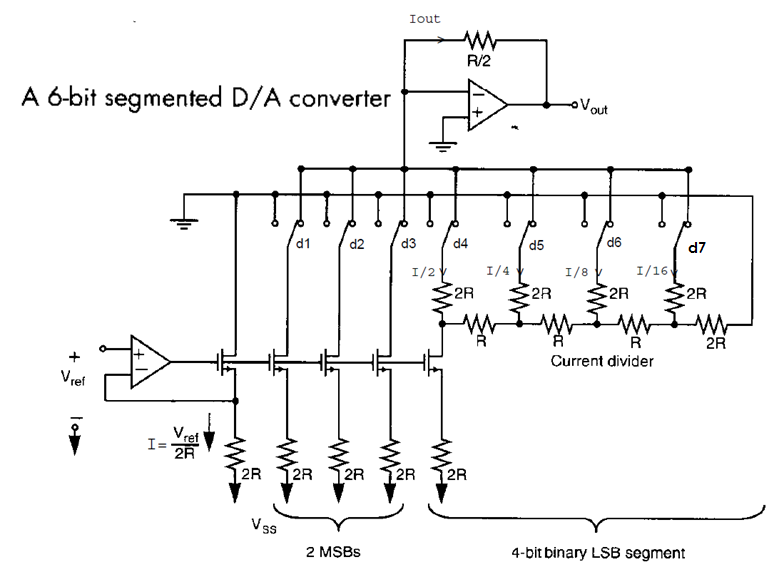 Iout
R/2
A 6-bit segmented D/A converter
− + Vout
d1 d2 d3 d4 d5 d6 d7
I/2 I/4 I/8 I/16
2R 2R 2R 2R
R R R 2R
Current divider
+ + −
Vref
−
I= Vref
2R
2R 2R 2R 2R 2R
VSS
2 MSBs 4-bit binary LSB segment